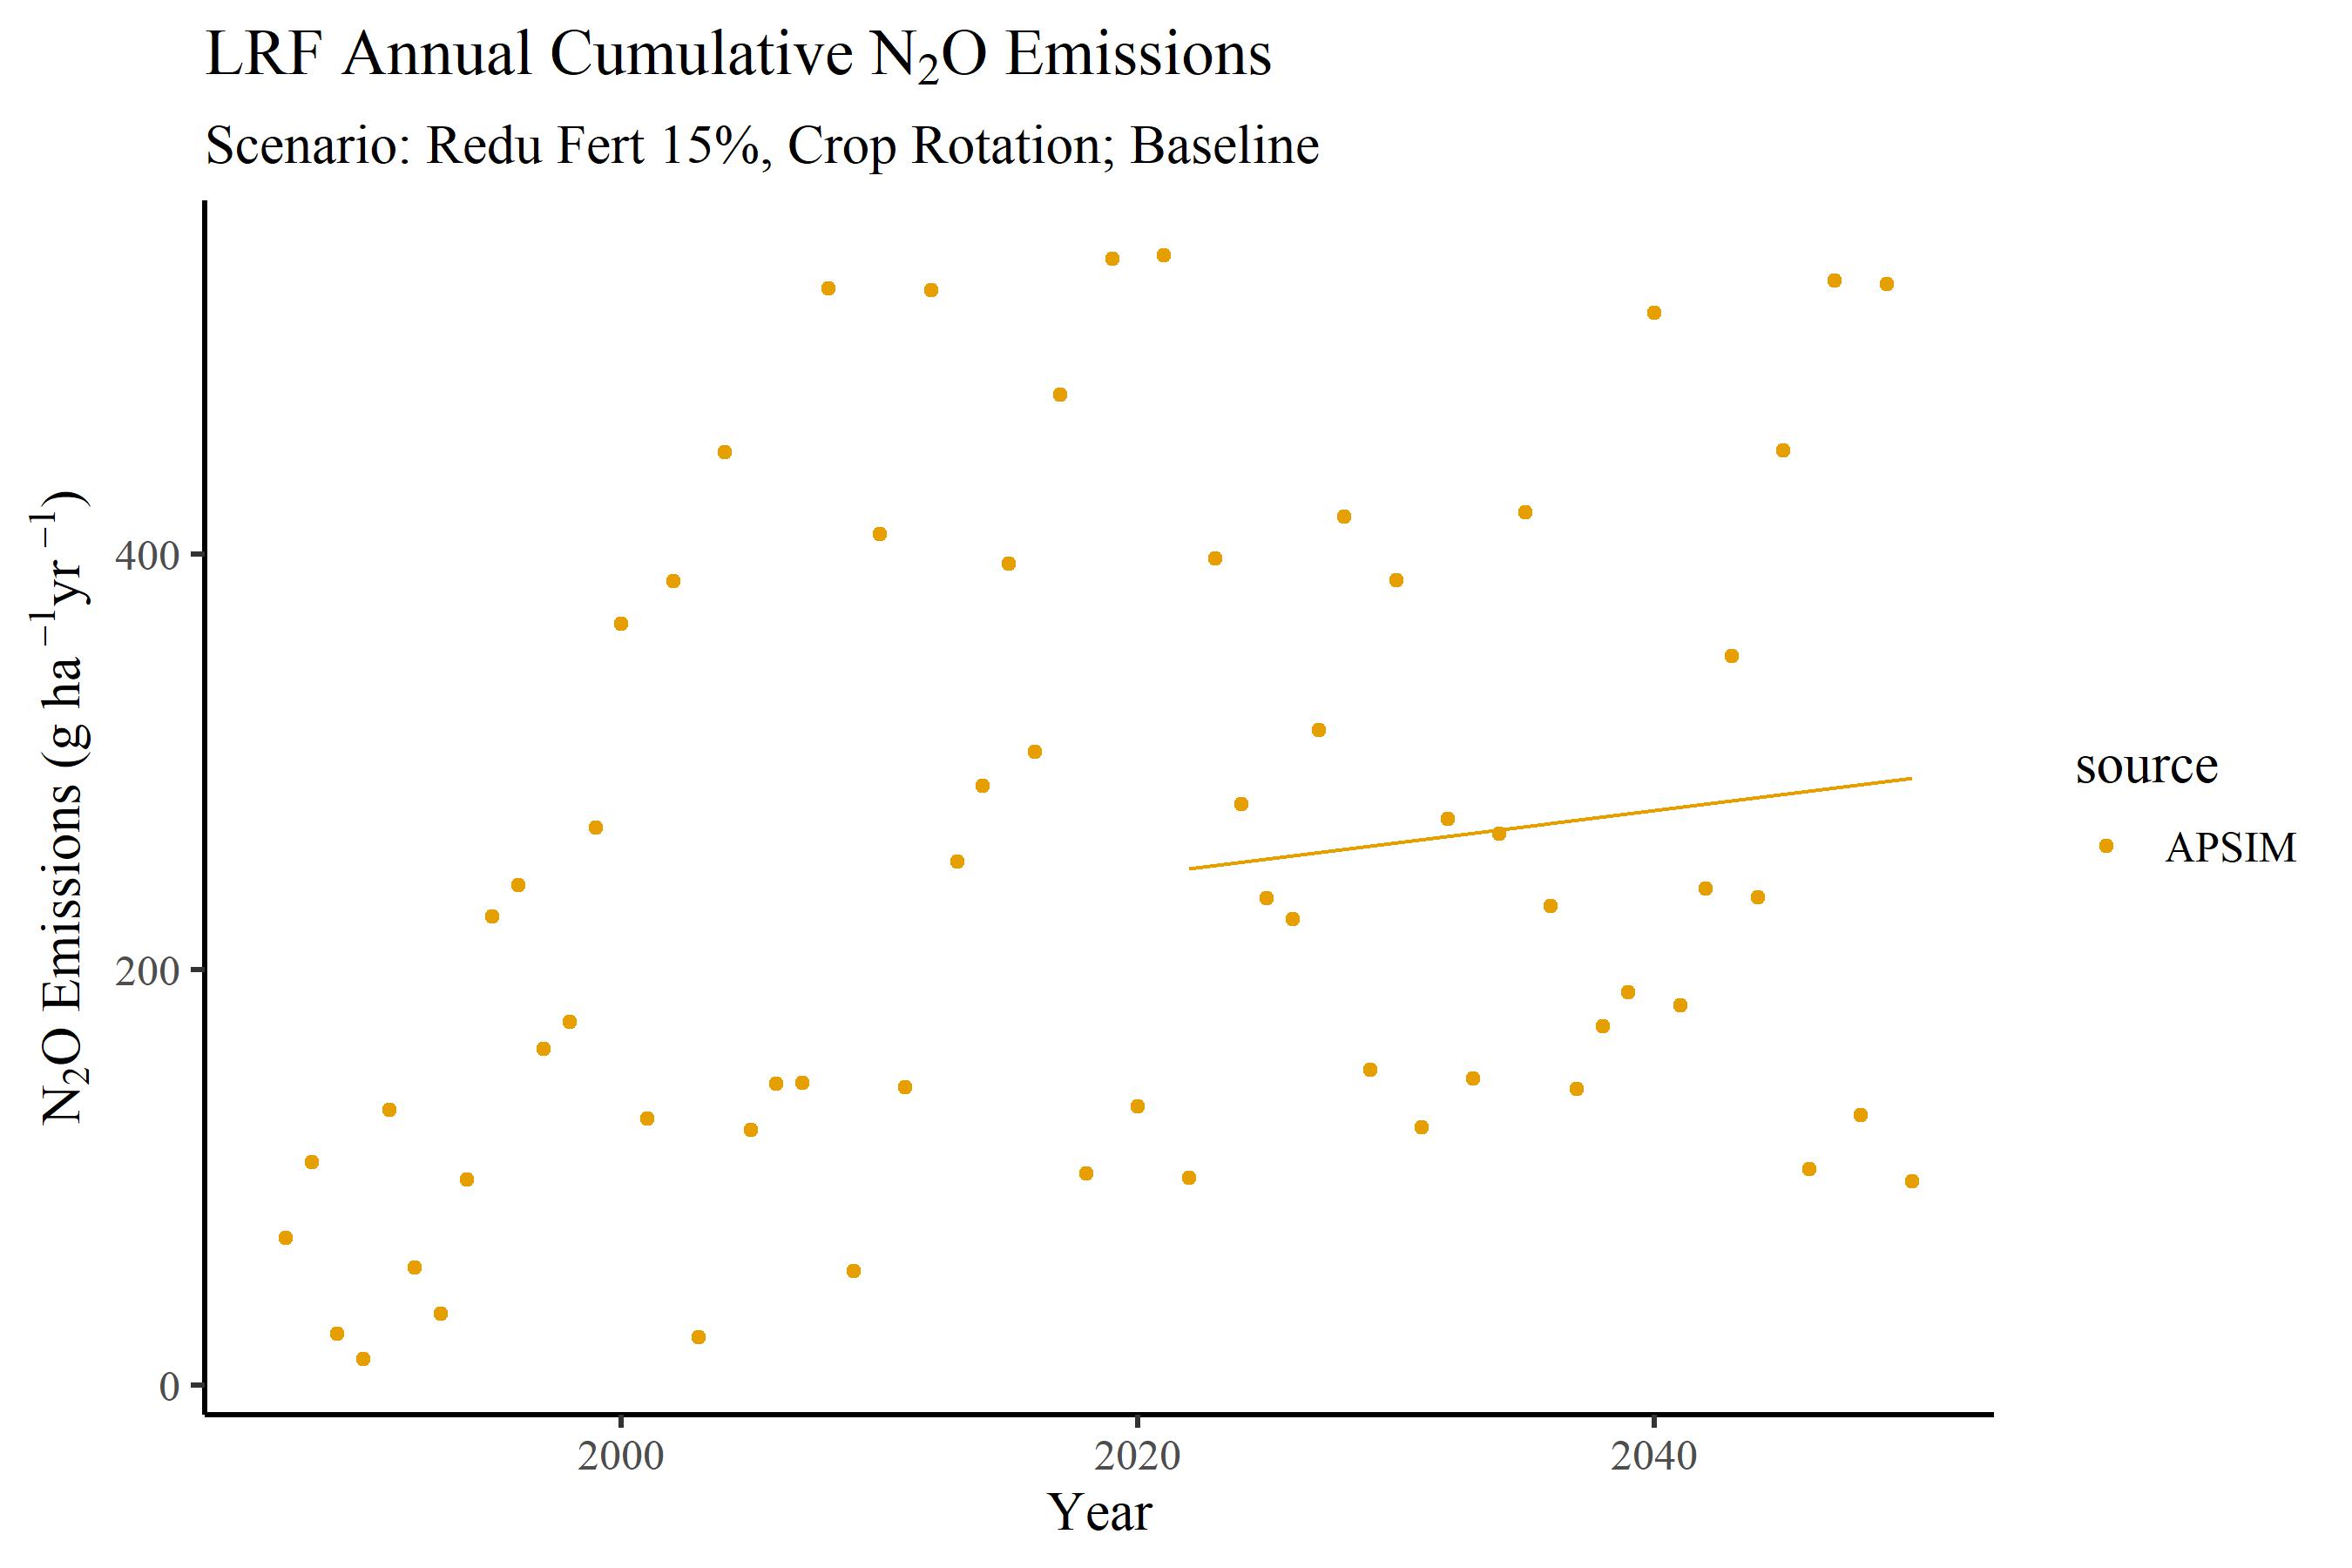 LRF Annual Cumulative N₂O Emissions
Scenario: Redu Fert 15%, Crop Rotation; Baseline
N₂O Emissions (g ha ⁻¹yr ⁻¹)
400
200
0
2000 2020 2040
Year
source
APSIM